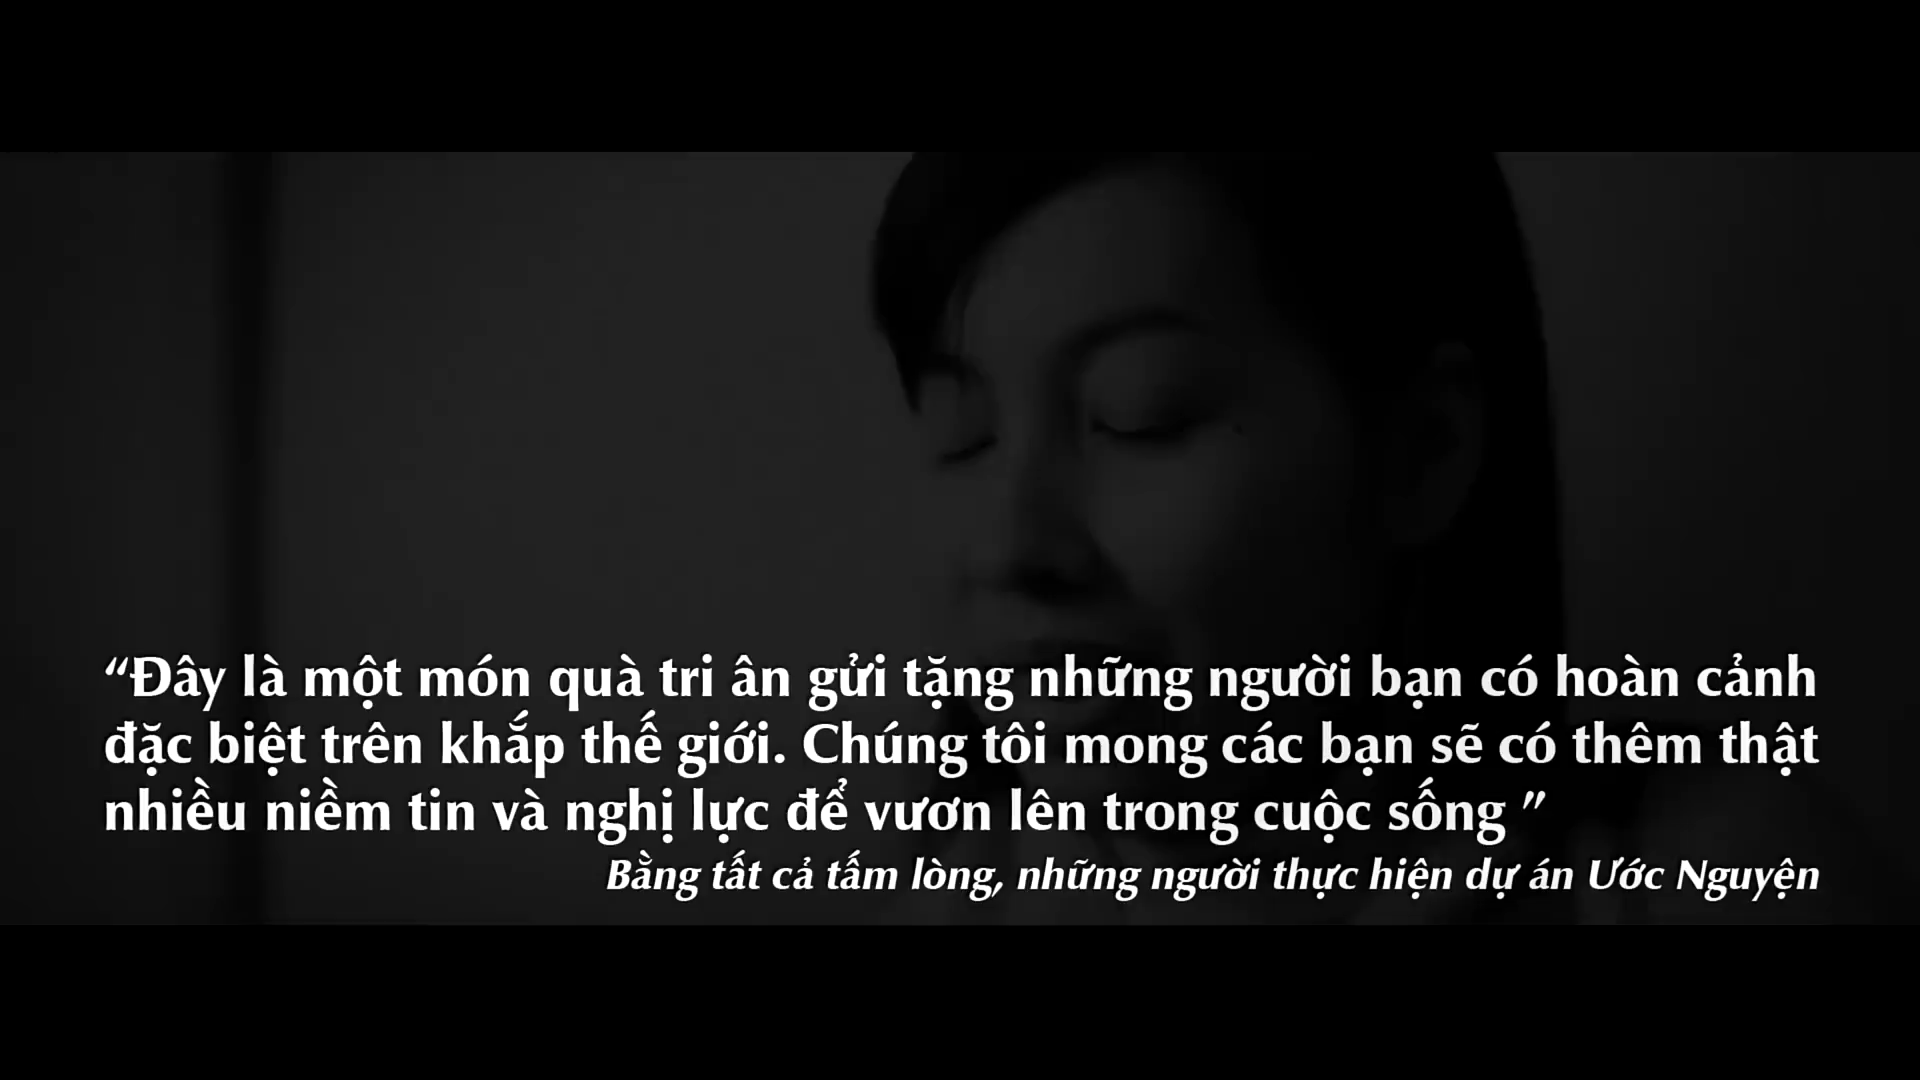 “Đây là một món quà tri ân gửi tặng những người bạn có hoàn cảnh
đặc biệt trên khắp thế giới. Chúng tôi mong các bạn sẽ có thêm thật
nhiều niềm tin và nghị lực để vươn lên trong cuộc sống ”
Bằng tất cả tấm lòng, những người thực hiện dự án Ước Nguyện